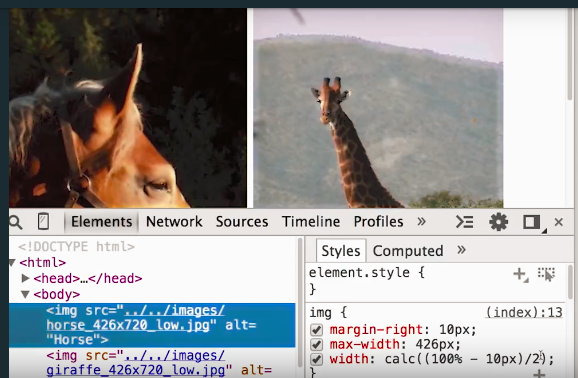 Elements Network Sources Timeline Profiles »
<!DOCTYPE html>
▼<html>
▶<head>…</head>
▼<body>
<img src="../../images/
horse_426x720_low.jpg" alt=
"Horse">
<img src="../../images/
giraffe_426x720_low.jpg" alt=
Styles Computed »
element.style {
}
img { (index):13
margin-right: 10px;
max-width: 426px;
width: calc((100% - 10px)/2);
}